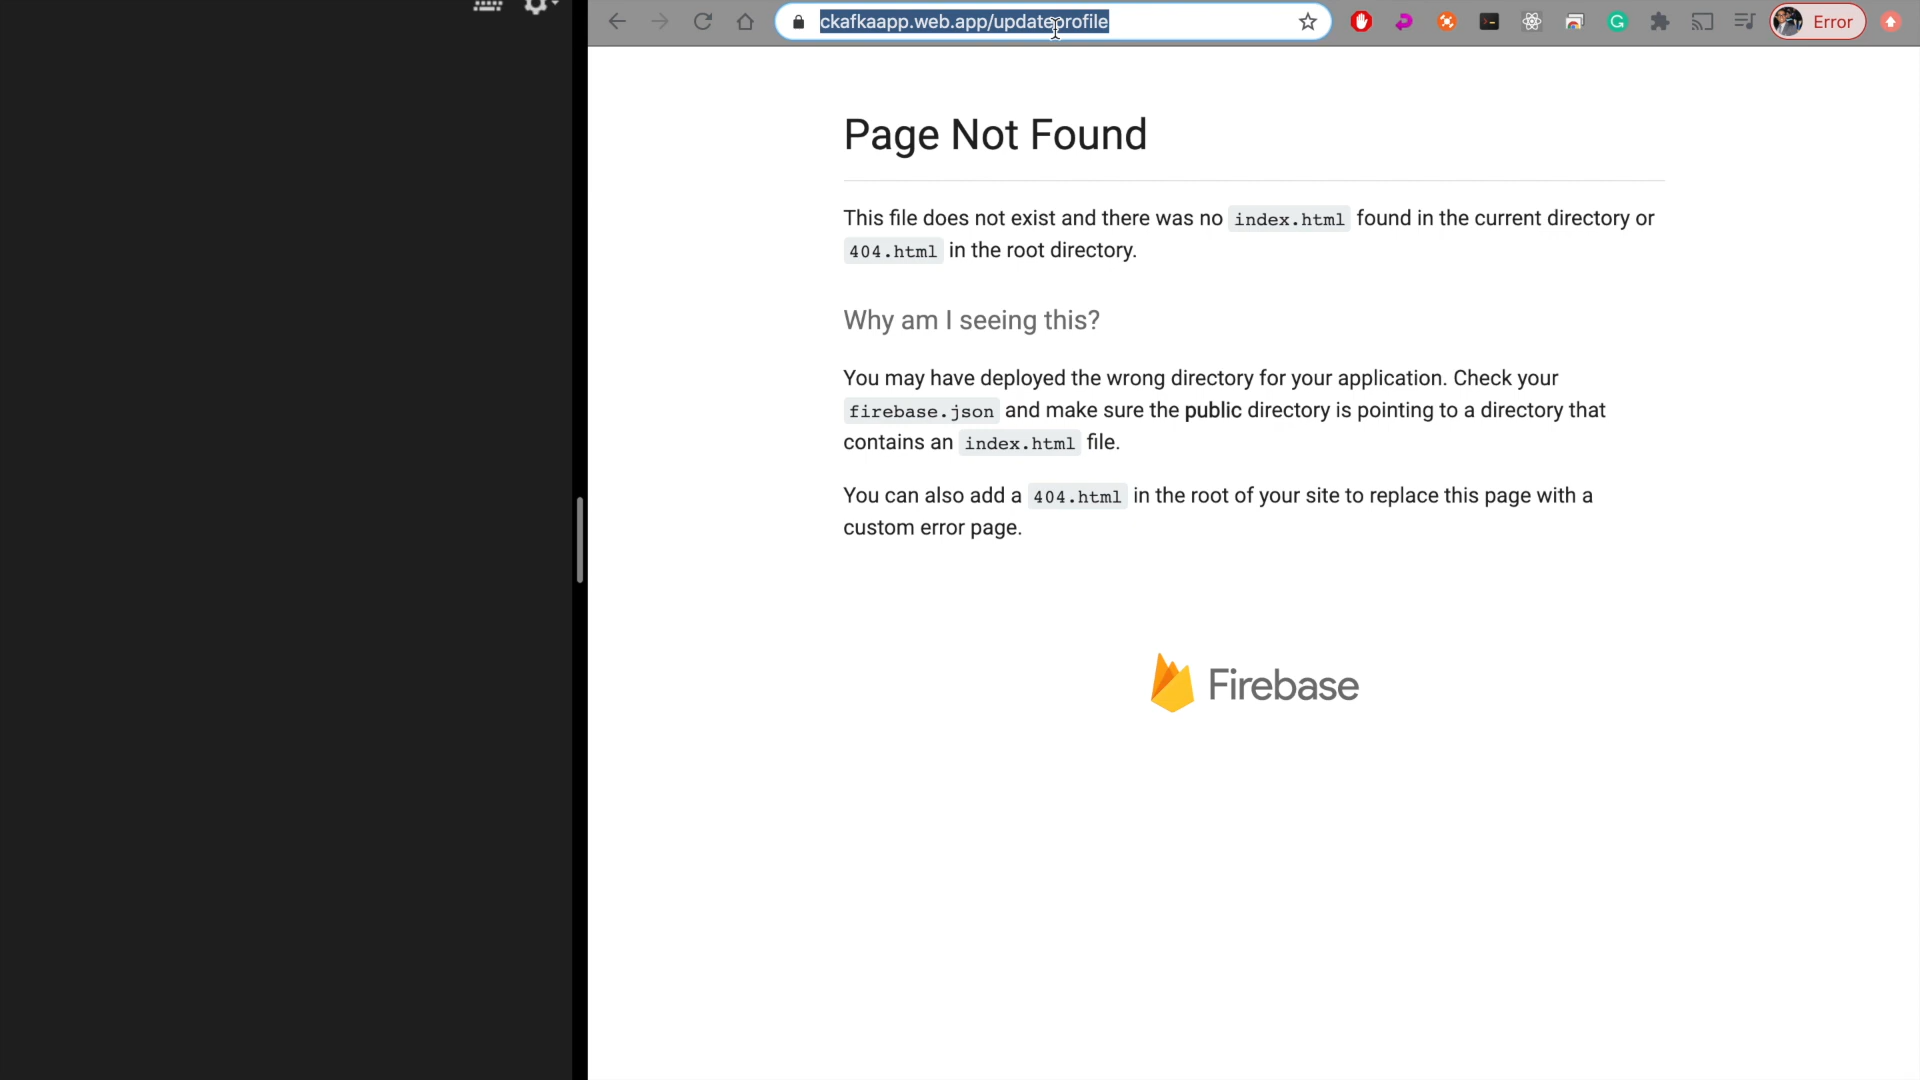 ckafkaapp.web.app/updateprofile
Error
Page Not Found
This file does not exist and there was no index.html found in the current directory or
404.html in the root directory.
Why am I seeing this?
You may have deployed the wrong directory for your application. Check your
firebase.json and make sure the public directory is pointing to a directory that
contains an index.html file.
You can also add a 404.html in the root of your site to replace this page with a
custom error page.
Firebase